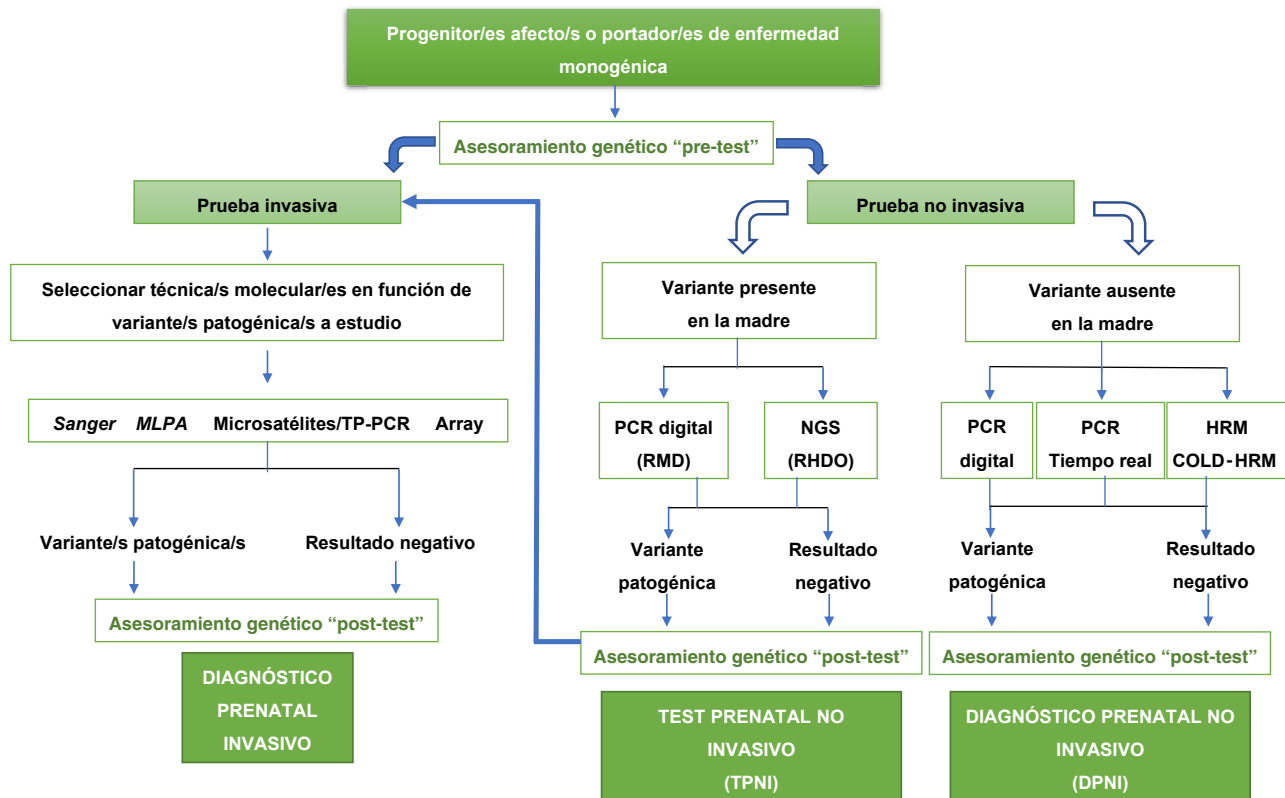 Progenitor/es afecto/s o portador/es de enfermedad
monogénica
Asesoramiento genético “pre-test”
Prueba invasiva
Prueba no invasiva
Seleccionar técnica/s molecular/es en función de
variante/s patogénica/s a estudio
Variante presente
en la madre
Variante ausente
en la madre
Sanger MLPA Microsatélites/TP-PCR Array
PCR digital
(RMD)
NGS
(RHDO)
PCR
digital
PCR
Tiempo real
HRM
COLD-HRM
Variante/s patogénica/s
Resultado negativo
Variante
patogénica
Resultado
negativo
Variante
patogénica
Resultado
negativo
Asesoramiento genético “post-test”
Asesoramiento genético “post-test”
Asesoramiento genético “post-test”
DIAGNÓSTICO
PRENATAL
INVASIVO
TEST PRENATAL NO
INVASIVO
(TPNI)
DIAGNÓSTICO PRENATAL NO
INVASIVO
(DPNI)